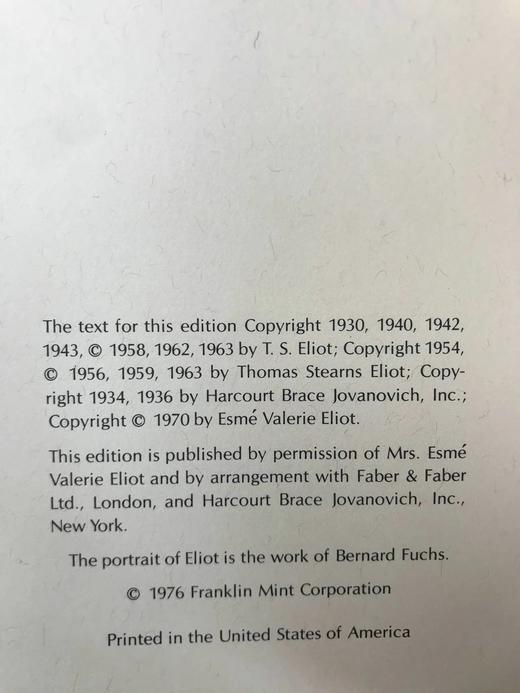 The text for this edition Copyright 1930, 1940, 1942,
1943, © 1958, 1962, 1963 by T. S. Eliot; Copyright 1954,
© 1956, 1959, 1963 by Thomas Stearns Eliot; Copy-
right 1934, 1936 by Harcourt Brace Jovanovich, Inc.;
Copyright © 1970 by Esmé Valerie Eliot.
This edition is published by permission of Mrs. Esmé
Valerie Eliot and by arrangement with Faber & Faber
Ltd., London, and Harcourt Brace Jovanovich, Inc.,
New York.
The portrait of Eliot is the work of Bernard Fuchs.
© 1976 Franklin Mint Corporation
Printed in the United States of America